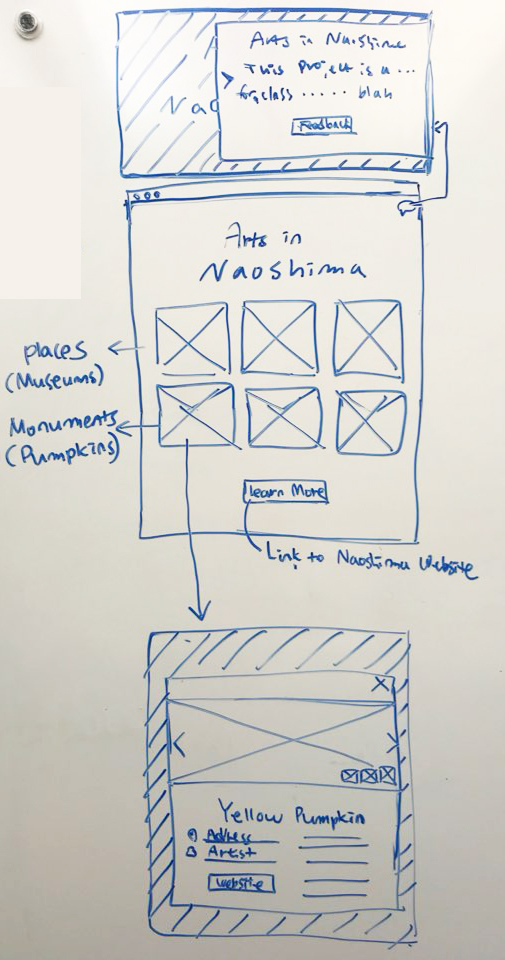 Arts in Naoshima
This project is a ...
for class ..... blah
Feedback
Nao
Arts in
Naoshima
places
(Museums)
Monuments
(Pumpkins)
Learn More
Link to Naoshima Website
Yellow Pumpkin
Address
Artist
Website